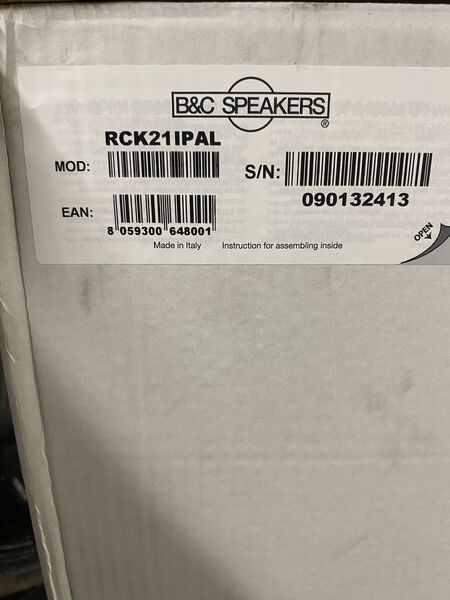 B&C SPEAKERS
®
RCK21IPAL
MOD:
S/N:
090132413
EAN:
8 059300 648001
Made in Italy
Instruction for assembling inside
OPEN